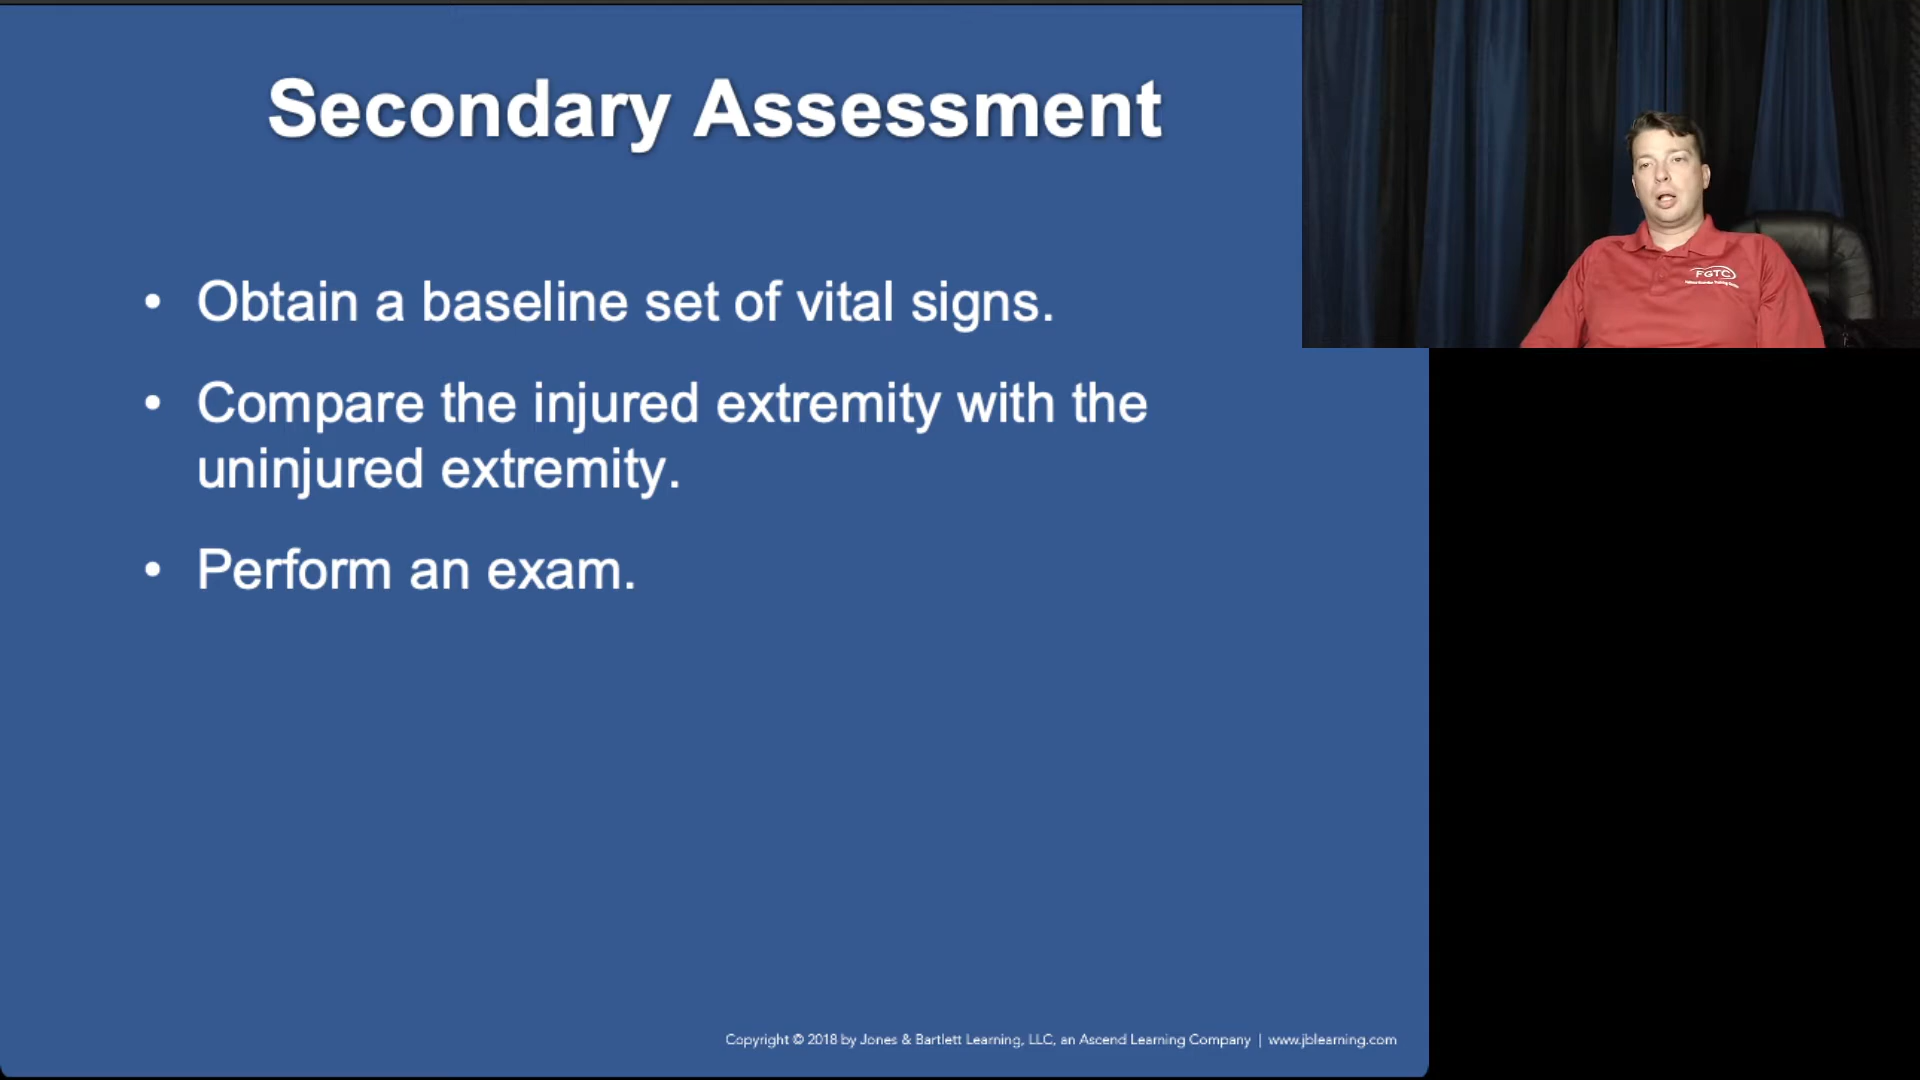 Secondary Assessment
• Obtain a baseline set of vital signs.
• Compare the injured extremity with the
uninjured extremity.
• Perform an exam.
FGTC
Copyright © 2018 by Jones & Bartlett Learning, LLC, an Ascend Learning Company | www.jblearning.com